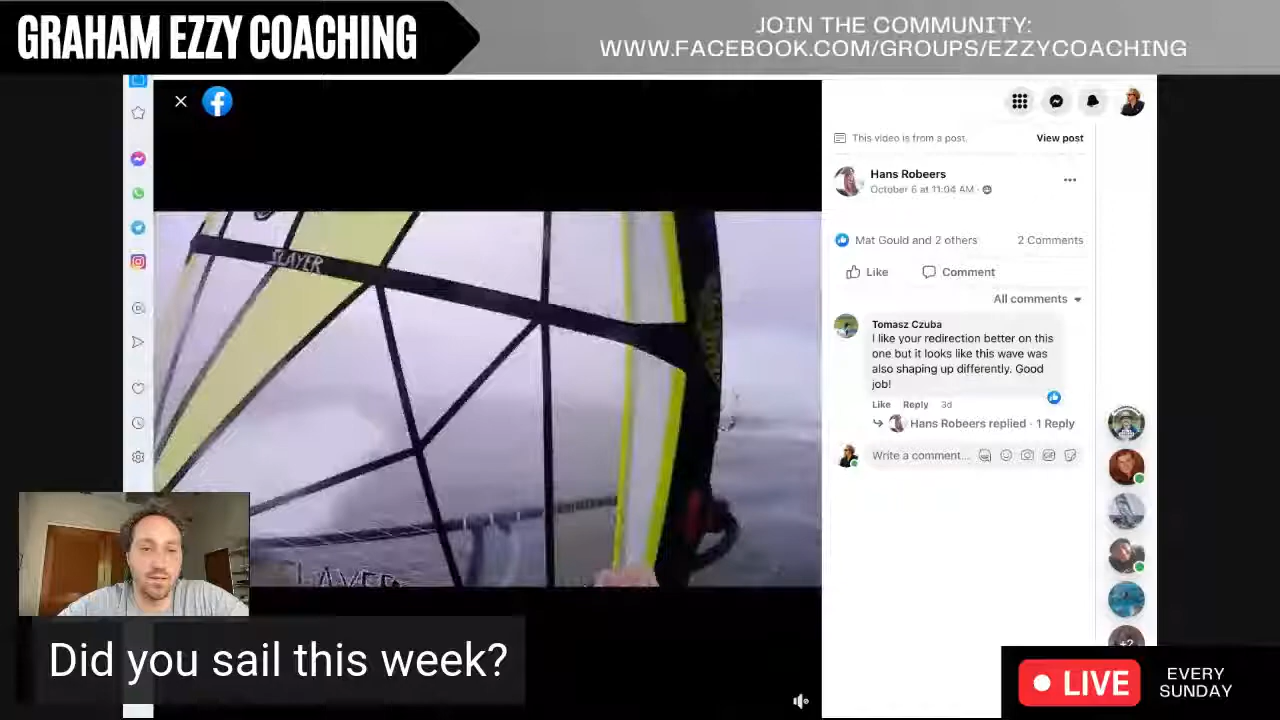 GRAHAM EZZY COACHING
JOIN THE COMMUNITY:
WWW.FACEBOOK.COM/GROUPS/EZZYCOACHING
This video is from a post.
View post
Hans Robeers
October 6 at 11:04 AM ·
Mat Gould and 2 others
2 Comments
Like
Comment
All comments
Tomasz Czuba
I like your redirection better on this
one but it looks like this wave was
also shaping up differently. Good
job!
Like Reply 3d
Hans Robeers replied · 1 Reply
Write a comment...
GIF
+2
SLAYER
Did you sail this week?
LIVE
EVERY
SUNDAY